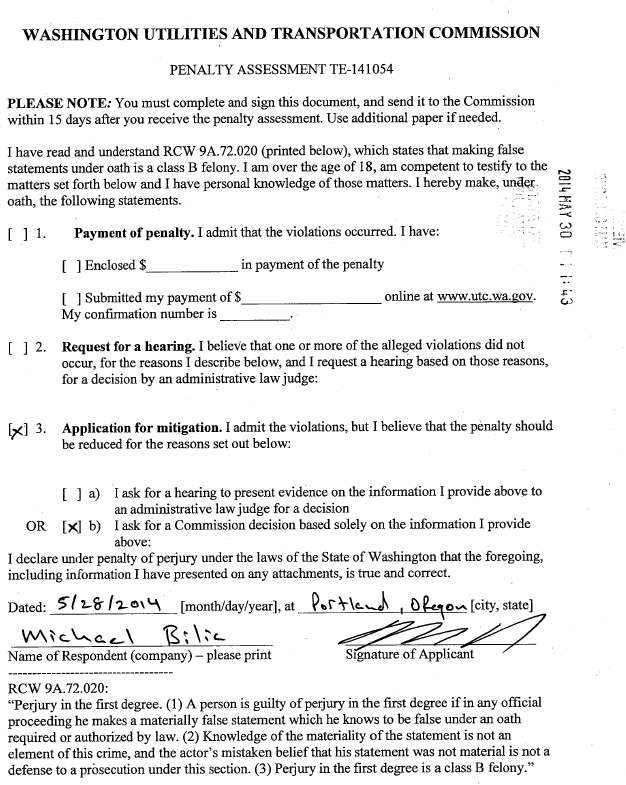 WASHINGTON UTILITIES AND TRANSPORTATION COMMISSION
PENALTY ASSESSMENT TE-141054
PLEASE NOTE: You must complete and sign this document, and send it to the Commission
within 15 days after you receive the penalty assessment. Use additional paper if needed.
I have read and understand RCW 9A.72.020 (printed below), which states that making false
statements under oath is a class B felony. I am over the age of 18, am competent to testify to the
matters set forth below and I have personal knowledge of those matters. I hereby make, under
oath, the following statements.
[ ] 1. Payment of penalty. I admit that the violations occurred. I have:
[ ] Enclosed $____________ in payment of the penalty
[ ] Submitted my payment of $__________________ online at www.utc.wa.gov.
My confirmation number is _________.
[ ] 2. Request for a hearing. I believe that one or more of the alleged violations did not
occur, for the reasons I describe below, and I request a hearing based on those reasons,
for a decision by an administrative law judge:
[x] 3. Application for mitigation. I admit the violations, but I believe that the penalty should
be reduced for the reasons set out below:
[ ] a) I ask for a hearing to present evidence on the information I provide above to
an administrative law judge for a decision
OR [x] b) I ask for a Commission decision based solely on the information I provide
above:
I declare under penalty of perjury under the laws of the State of Washington that the foregoing,
including information I have presented on any attachments, is true and correct.
Dated: 5/28/2014 [month/day/year], at Portland, Oregon [city, state]
Michael Bilic
Name of Respondent (company) – please print Signature of Applicant
-----------------------------------
RCW 9A.72.020:
"Perjury in the first degree. (1) A person is guilty of perjury in the first degree if in any official
proceeding he makes a materially false statement which he knows to be false under an oath
required or authorized by law. (2) Knowledge of the materiality of the statement is not an
element of this crime, and the actor's mistaken belief that his statement was not material is not a
defense to a prosecution under this section. (3) Perjury in the first degree is a class B felony."
2014 MAY 30 1:43